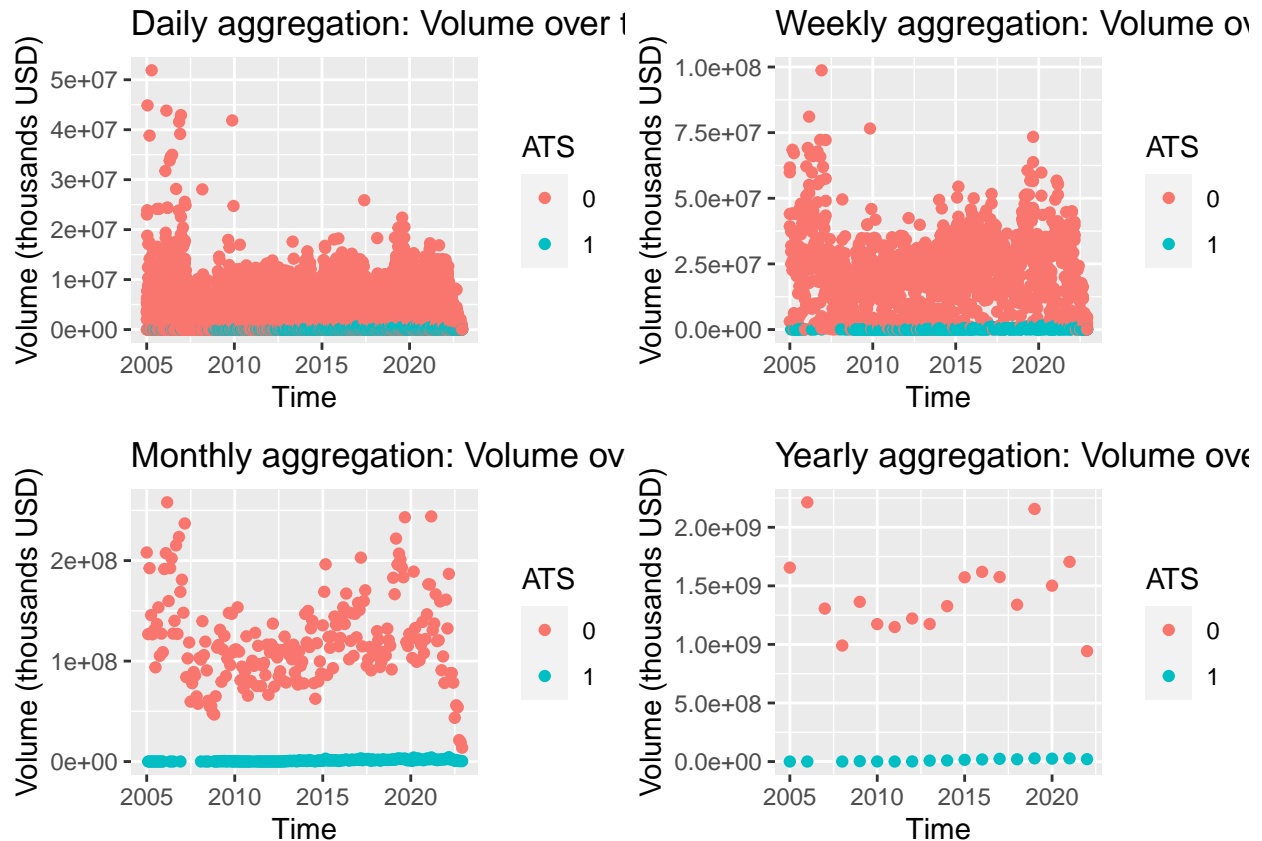 Daily aggregation: Volume over t
Volume (thousands USD)
5e+07
4e+07
3e+07
2e+07
1e+07
0e+00
2005 2010 2015 2020
Time
ATS
0
1
Weekly aggregation: Volume ov
Volume (thousands USD)
1.0e+08
7.5e+07
5.0e+07
2.5e+07
0.0e+00
2005 2010 2015 2020
Time
ATS
0
1
Monthly aggregation: Volume ov
Volume (thousands USD)
2e+08
1e+08
0e+00
2005 2010 2015 2020
Time
ATS
0
1
Yearly aggregation: Volume ove
Volume (thousands USD)
2.0e+09
1.5e+09
1.0e+09
5.0e+08
0.0e+00
2005 2010 2015 2020
Time
ATS
0
1